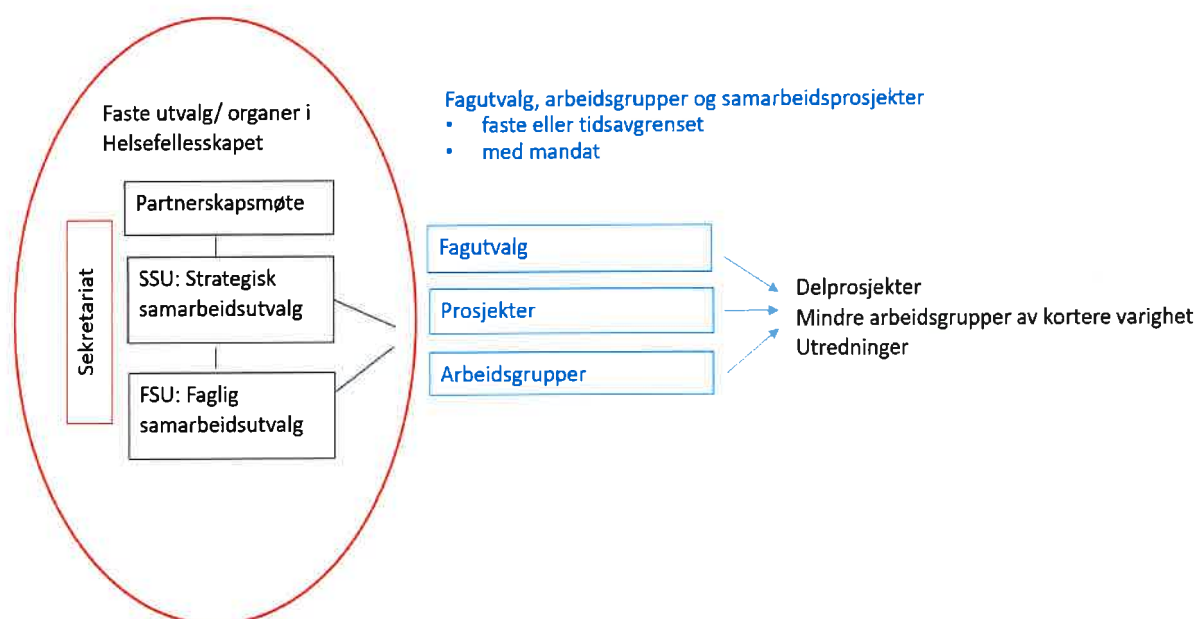 Faste utvalg/ organer i
Helsefellesskapet
Partnerskapsmøte
Sekretariat
SSU: Strategisk
samarbeidsutvalg
FSU: Faglig
samarbeidsutvalg
Fagutvalg, arbeidsgrupper og samarbeidsprosjekter
• faste eller tidsavgrenset
• med mandat
Fagutvalg
Prosjekter
Arbeidsgrupper
Delprosjekter
Mindre arbeidsgrupper av kortere varighet
Utredninger